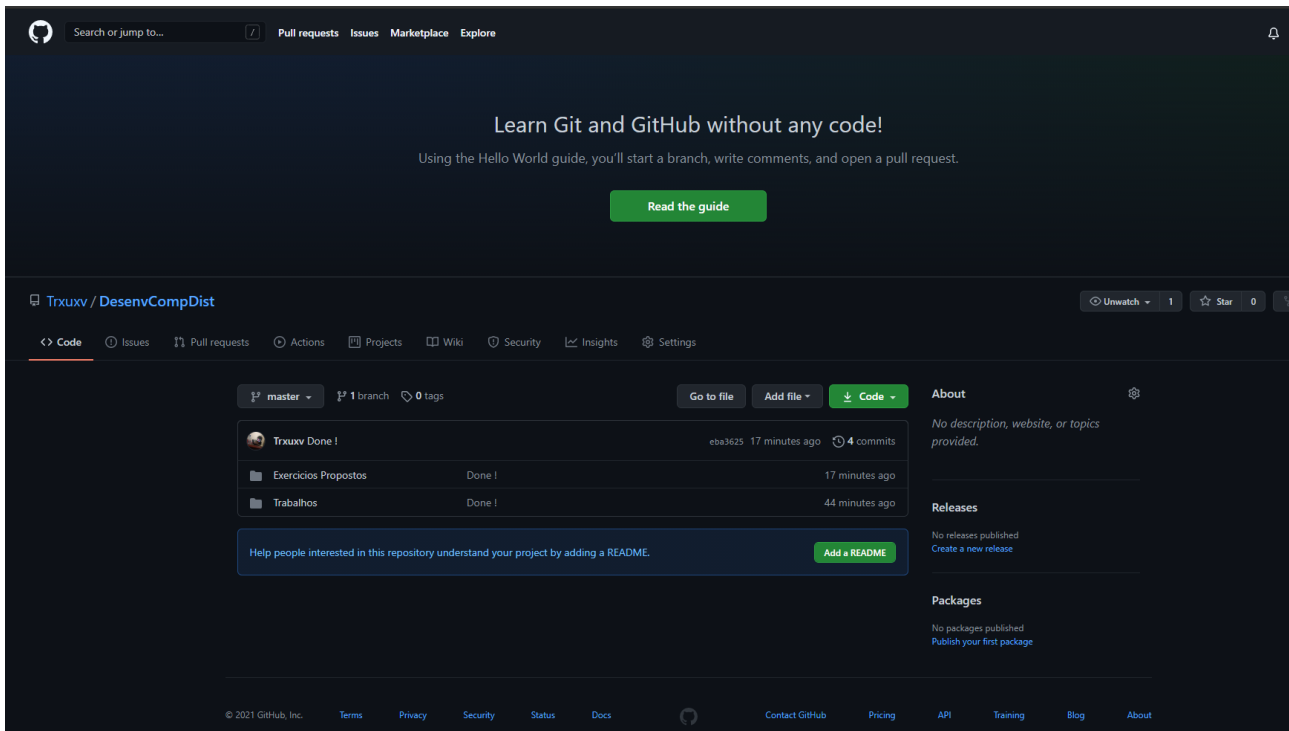 Search or jump to... / Pull requests Issues Marketplace Explore
Learn Git and GitHub without any code!
Using the Hello World guide, you'll start a branch, write comments, and open a pull request.
Read the guide
Trxuxv / DesenvCompDist Unwatch 1 Star 0
Code Issues Pull requests Actions Projects Wiki Security Insights Settings
master 1 branch 0 tags Go to file Add file Code
Trxuxv Done ! eba3625 17 minutes ago 4 commits
Exercicios Propostos Done ! 17 minutes ago
Trabalhos Done ! 44 minutes ago
Help people interested in this repository understand your project by adding a README. Add a README
About
No description, website, or topics
provided.
Releases
No releases published
Create a new release
Packages
No packages published
Publish your first package
© 2021 GitHub, Inc. Terms Privacy Security Status Docs Contact GitHub Pricing API Training Blog About